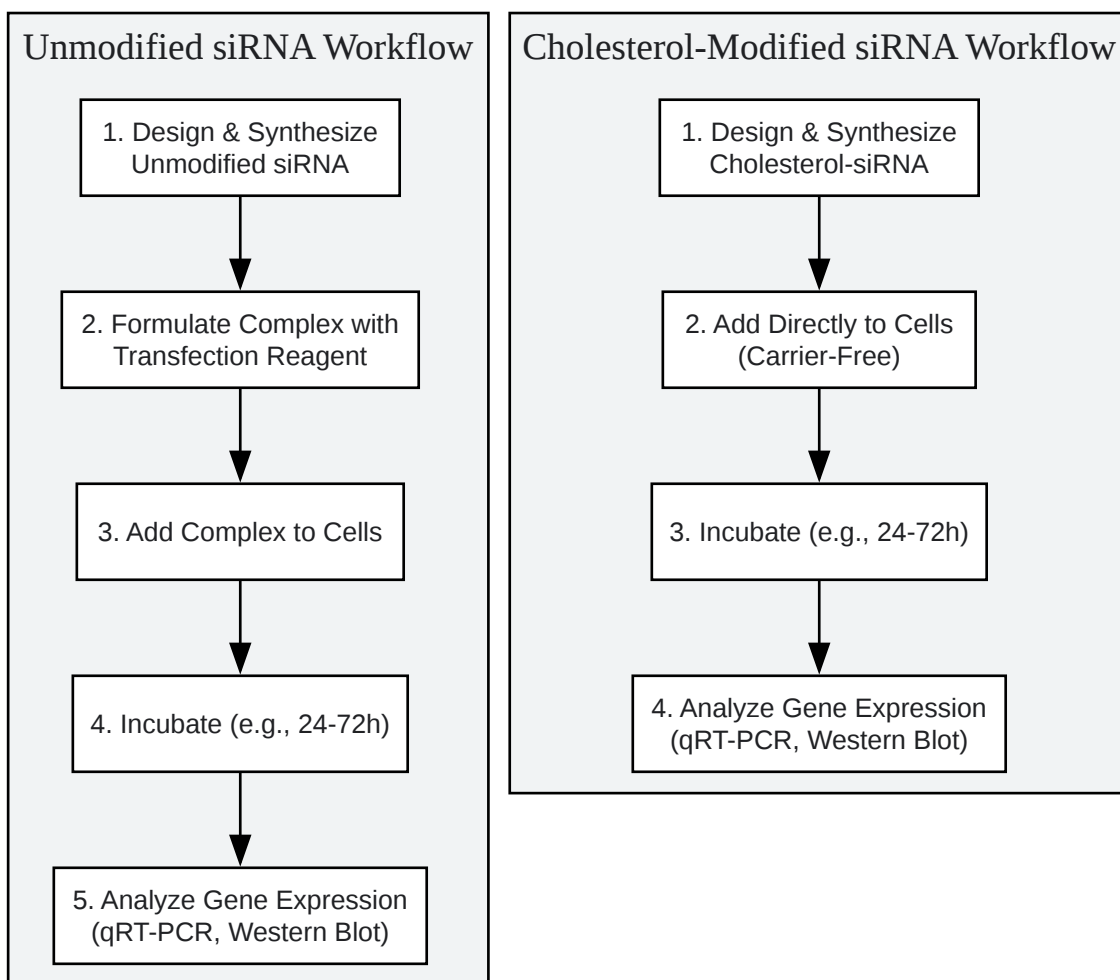 Unmodified siRNA Workflow
1. Design & Synthesize
Unmodified siRNA
2. Formulate Complex with
Transfection Reagent
3. Add Complex to Cells
4. Incubate (e.g., 24-72h)
5. Analyze Gene Expression
(qRT-PCR, Western Blot)
Cholesterol-Modified siRNA Workflow
1. Design & Synthesize
Cholesterol-siRNA
2. Add Directly to Cells
(Carrier-Free)
3. Incubate (e.g., 24-72h)
4. Analyze Gene Expression
(qRT-PCR, Western Blot)